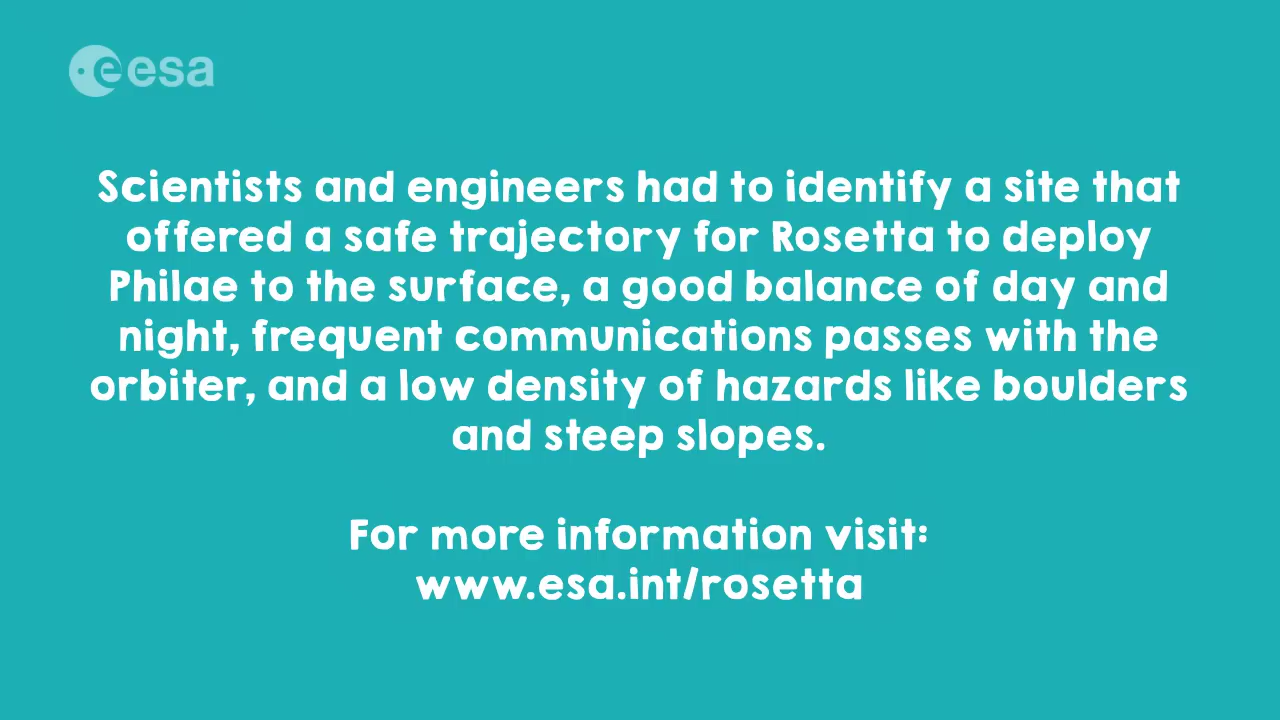 esa
Scientists and engineers had to identify a site that
offered a safe trajectory for Rosetta to deploy
Philae to the surface, a good balance of day and
night, frequent communications passes with the
orbiter, and a low density of hazards like boulders
and steep slopes.
For more information visit:
www.esa.int/rosetta